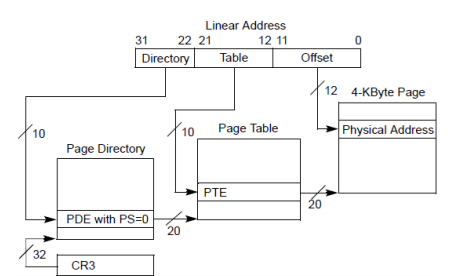 Linear Address
31 22 21 12 11 0
Directory Table Offset
12 4-KByte Page
10 10 Page Table Physical Address
Page Directory
PTE
20
PDE with PS=0
20
32
CR3